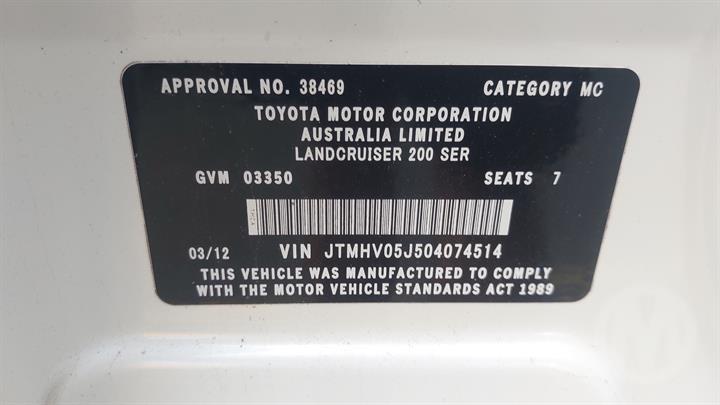 APPROVAL NO. 38469 CATEGORY MC
TOYOTA MOTOR CORPORATION
AUSTRALIA LIMITED
LANDCRUISER 200 SER
GVM 03350 SEATS 7
03/12 VIN JTMHV05J504074514
THIS VEHICLE WAS MANUFACTURED TO COMPLY
WITH THE MOTOR VEHICLE STANDARDS ACT 1989
M